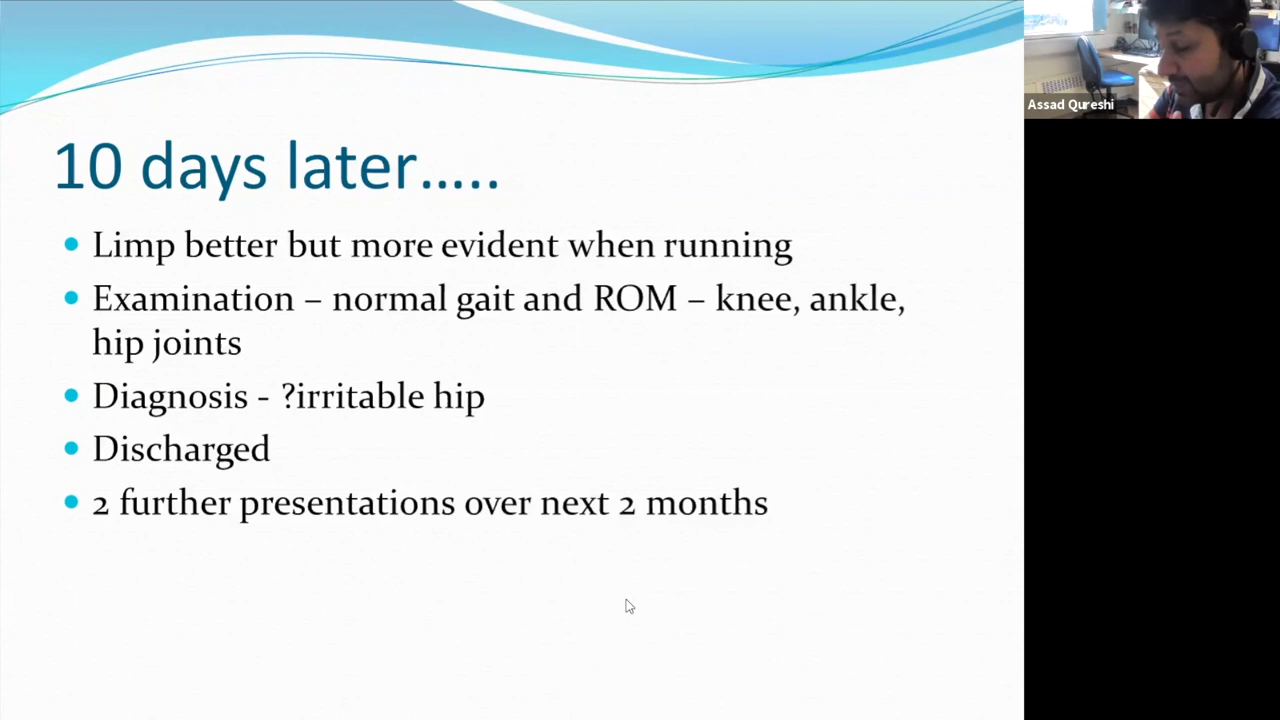 Assad Qureshi
10 days later…..
Limp better but more evident when running
Examination – normal gait and ROM – knee, ankle,
hip joints
Diagnosis - ?irritable hip
Discharged
2 further presentations over next 2 months